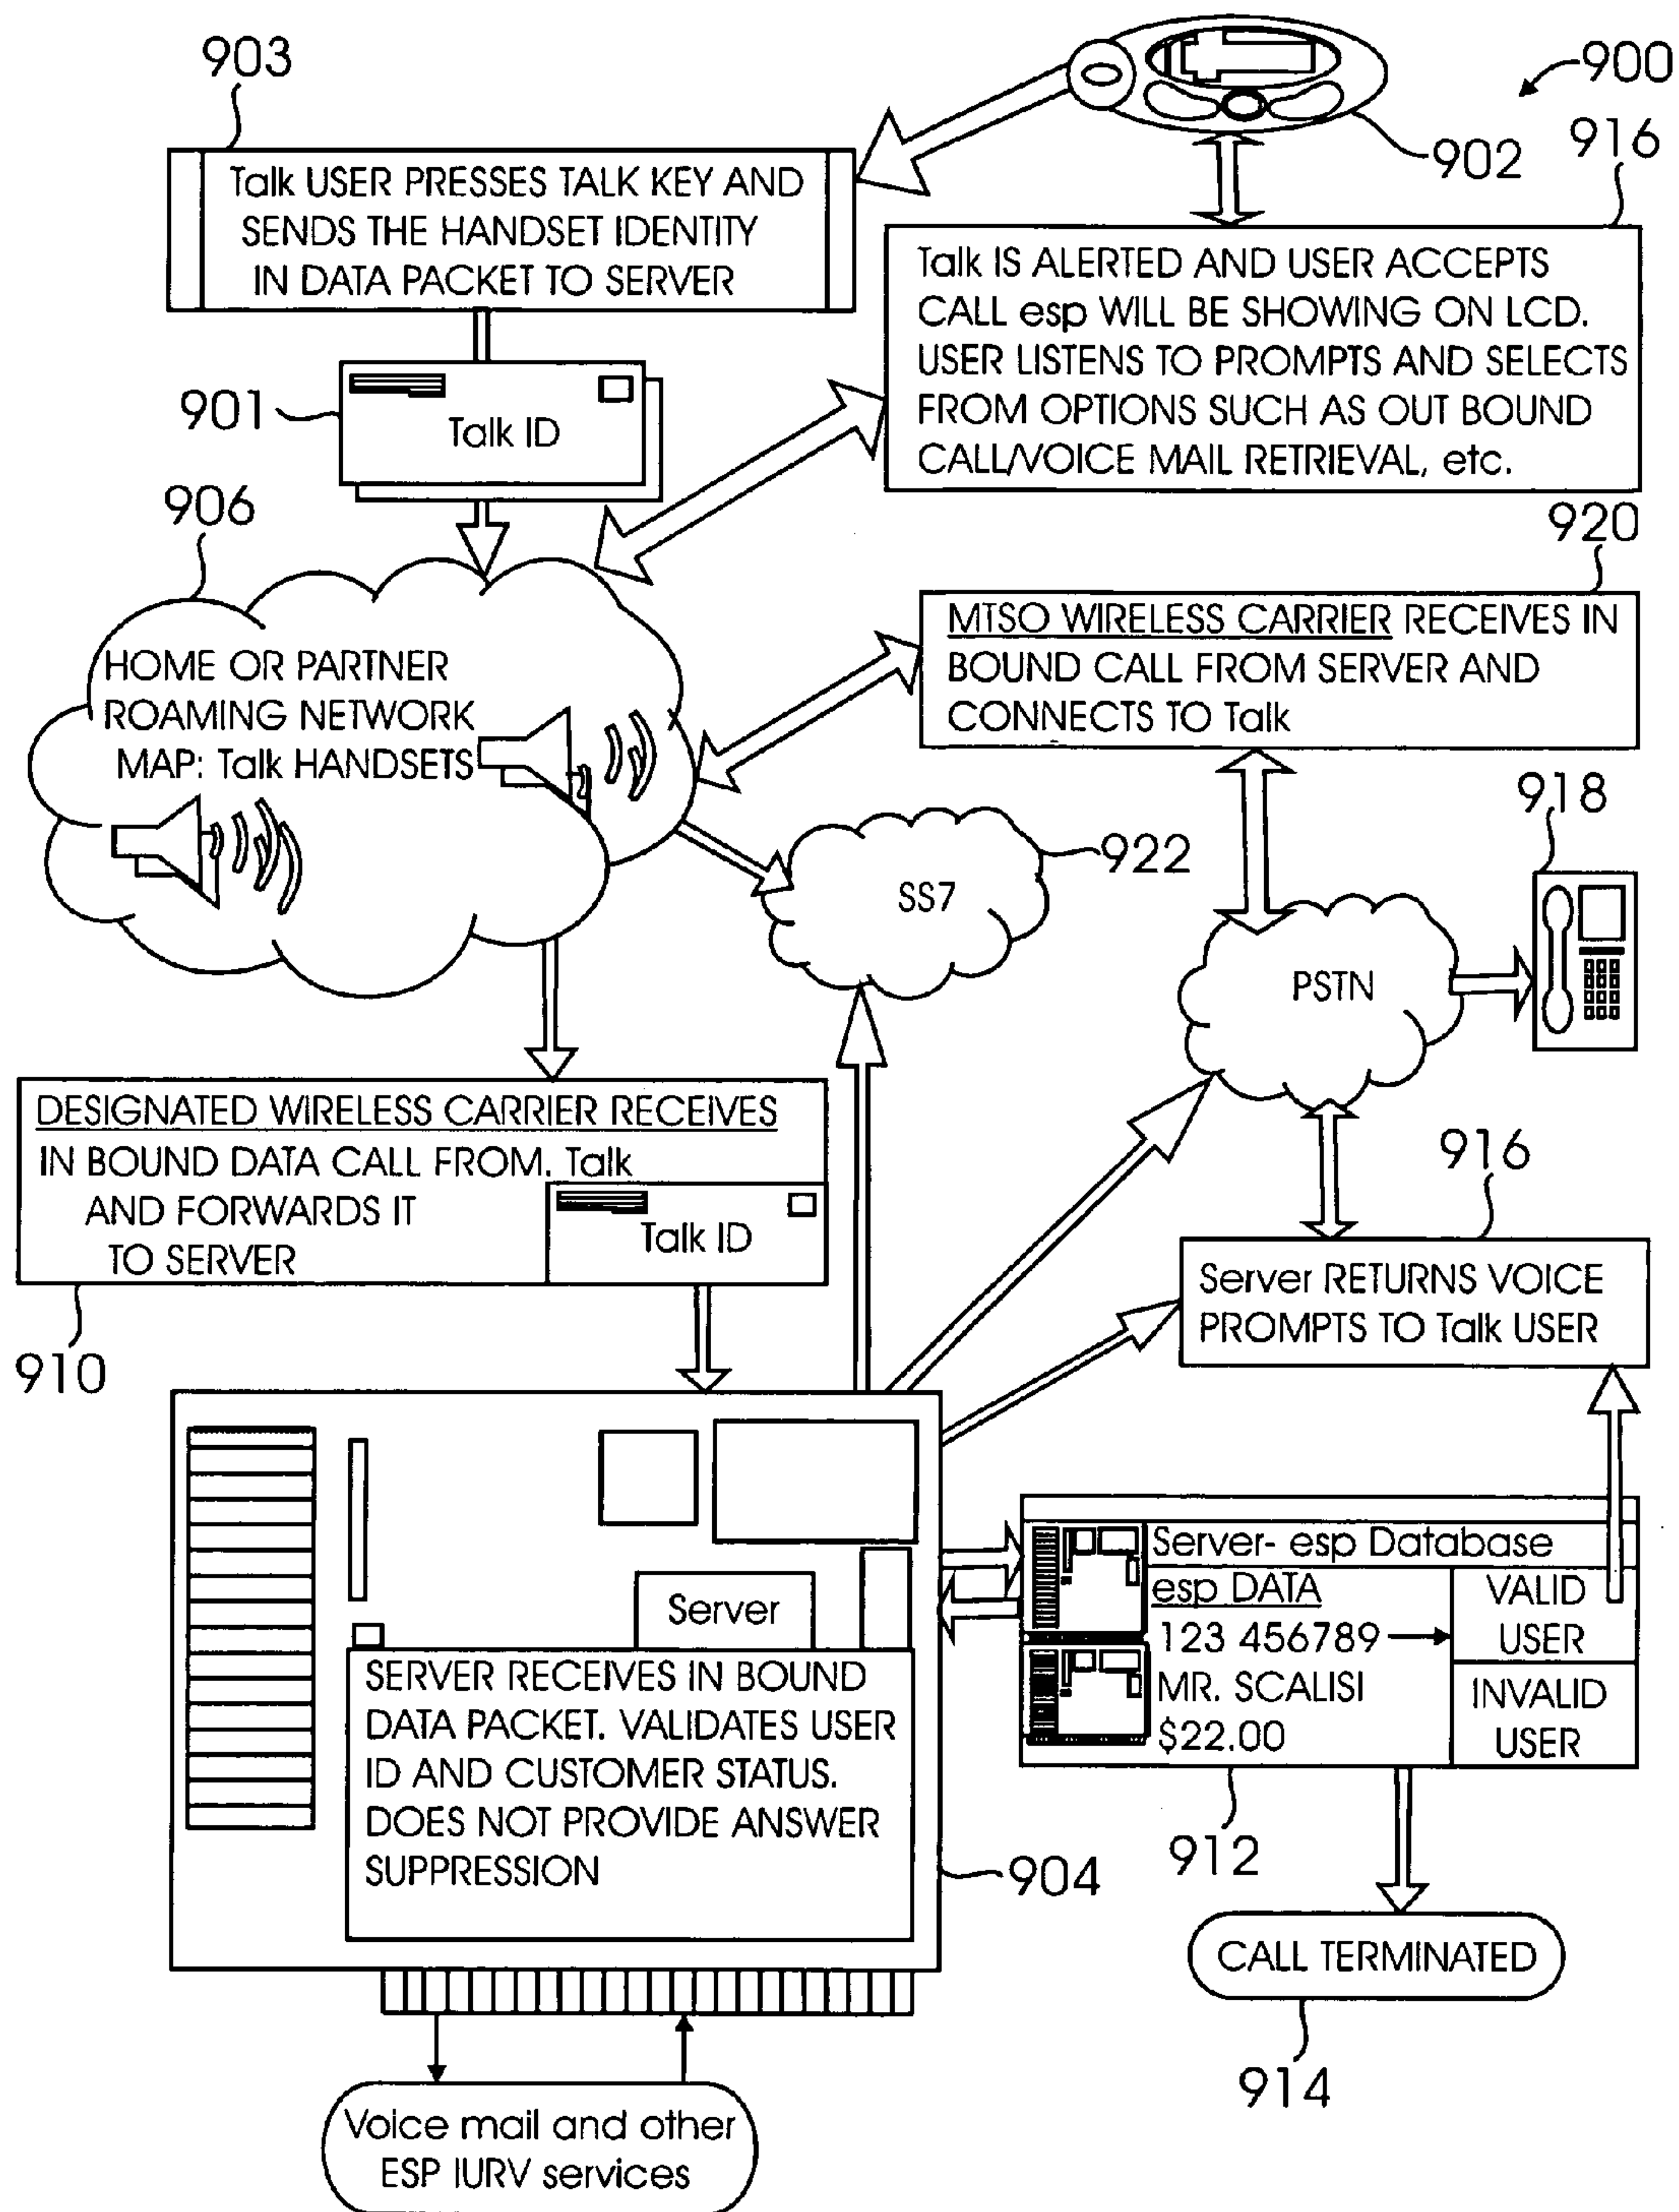 903
900
916
902
Talk USER PRESSES TALK KEY AND
SENDS THE HANDSET IDENTITY
IN DATA PACKET TO SERVER
Talk IS ALERTED AND USER ACCEPTS
CALL esp WILL BE SHOWING ON LCD.
USER LISTENS TO PROMPTS AND SELECTS
FROM OPTIONS SUCH AS OUT BOUND
CALL/VOICE MAIL RETRIEVAL, etc.
901
Talk ID
906
920
HOME OR PARTNER
ROAMING NETWORK
MAP: Talk HANDSETS
MTSO WIRELESS CARRIER RECEIVES IN
BOUND CALL FROM SERVER AND
CONNECTS TO Talk
918
922
SS7
PSTN
DESIGNATED WIRELESS CARRIER RECEIVES
IN BOUND DATA CALL FROM. Talk
AND FORWARDS IT
TO SERVER
Talk ID
910
916
Server RETURNS VOICE
PROMPTS TO Talk USER
Server
SERVER RECEIVES IN BOUND
DATA PACKET. VALIDATES USER
ID AND CUSTOMER STATUS.
DOES NOT PROVIDE ANSWER
SUPPRESSION
904
Server- esp Database
esp DATA
123 456789
MR. SCALISI
$22.00
VALID
USER
INVALID
USER
912
CALL TERMINATED
914
Voice mail and other
ESP IURV services